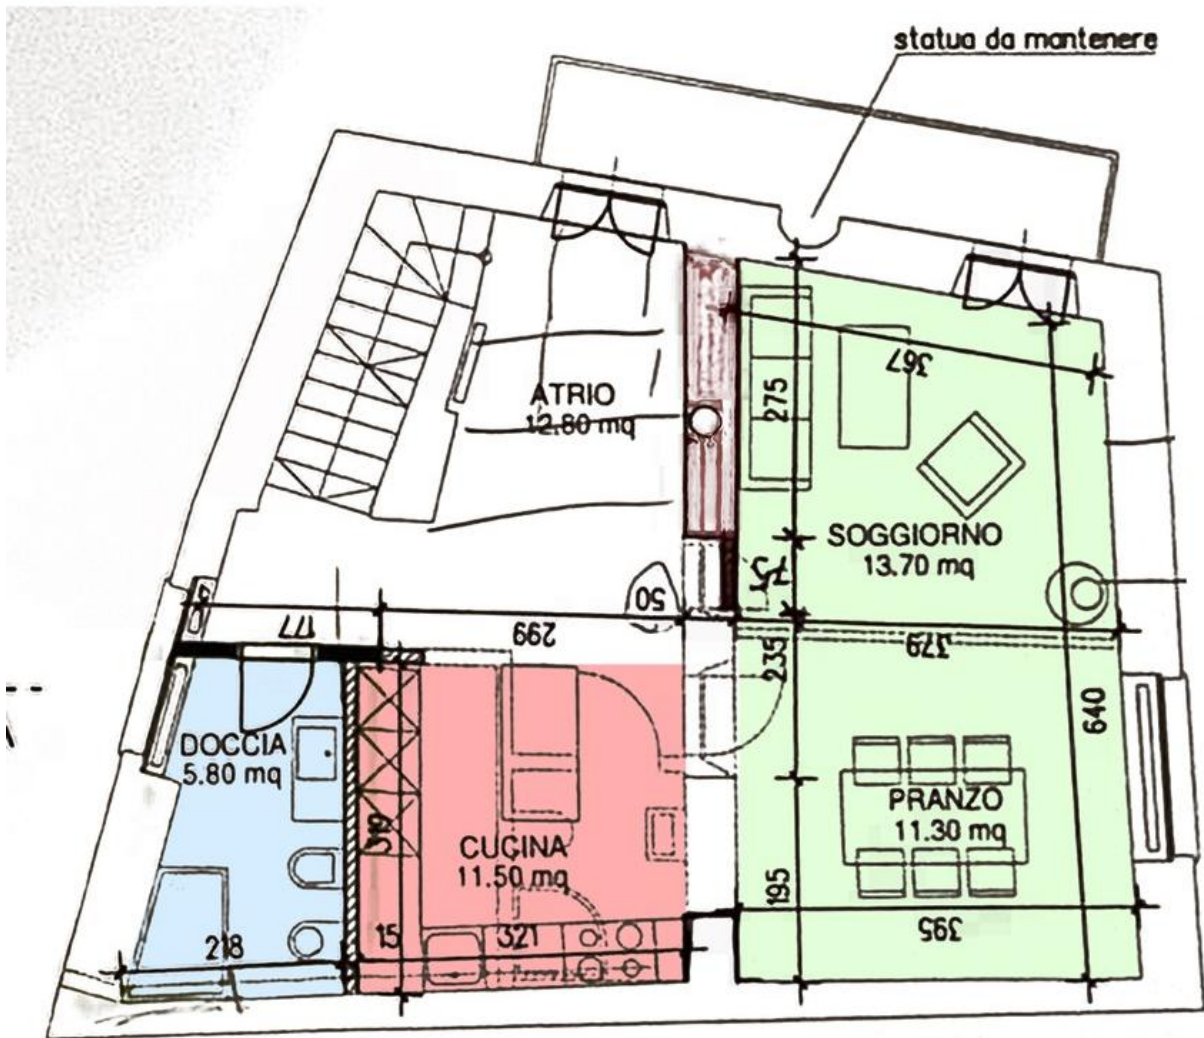 statua da mantenere
367
ATRIO
12.80 mq
275
SOGGIORNO
13.70 mq
50
177
299
235
379
640
DOCCIA
5.80 mq
PRANZO
11.30 mq
319
CUCINA
11.50 mq
195
218
15
321
395